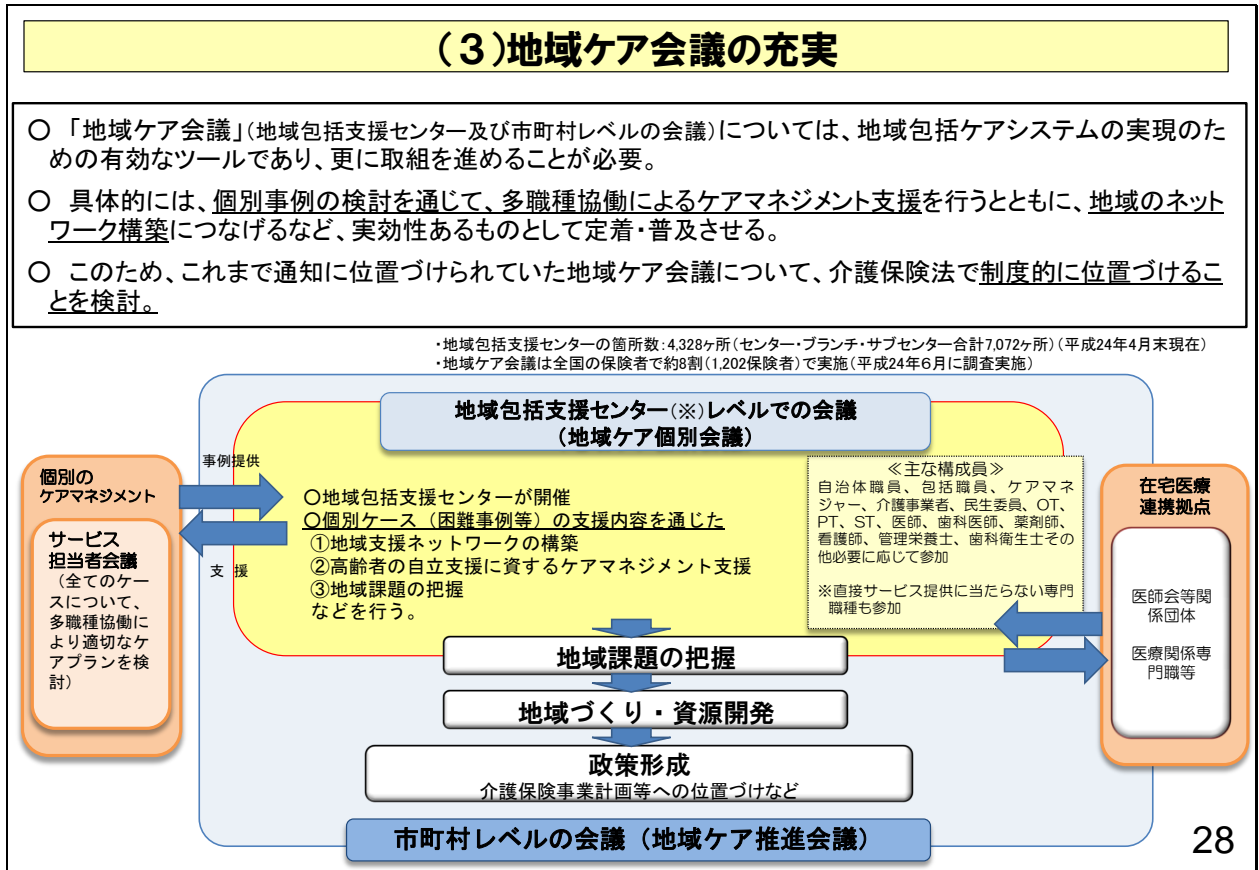 (3)地域ケア会議の充実
○ 「地域ケア会議」(地域包括支援センター及び市町村レベルの会議)については、地域包括ケアシステムの実現のた
めの有効なツールであり、更に取組を進めることが必要。
○ 具体的には、個別事例の検討を通じて、多職種協働によるケアマネジメント支援を行うとともに、地域のネット
ワーク構築につなげるなど、実効性あるものとして定着・普及させる。
○ このため、これまで通知に位置づけられていた地域ケア会議について、介護保険法で制度的に位置づけるこ
とを検討。
・地域包括支援センターの箇所数:4,328ヶ所(センター・ブランチ・サブセンター合計7,072ヶ所)(平成24年4月末現在)
・地域ケア会議は全国の保険者で約8割(1,202保険者)で実施(平成24年6月に調査実施)
地域包括支援センター(※)レベルでの会議
(地域ケア個別会議)
個別の
ケアマネジメント
サービス
担当者会議
(全てのケー
スについて、
多職種協働に
より適切なケ
アプランを検
討)
事例提供
支 援
○地域包括支援センターが開催
○個別ケース(困難事例等)の支援内容を通じた
①地域支援ネットワークの構築
②高齢者の自立支援に資するケアマネジメント支援
③地域課題の把握
などを行う。
≪主な構成員≫
自治体職員、包括職員、ケアマネ
ジャー、介護事業者、民生委員、OT、
PT、ST、医師、歯科医師、薬剤師、
看護師、管理栄養士、歯科衛生士その
他必要に応じて参加
※直接サービス提供に当たらない専門
職種も参加
在宅医療
連携拠点
医師会等関
係団体
医療関係専
門職等
地域課題の把握
地域づくり・資源開発
政策形成
介護保険事業計画等への位置づけなど
市町村レベルの会議(地域ケア推進会議)
28